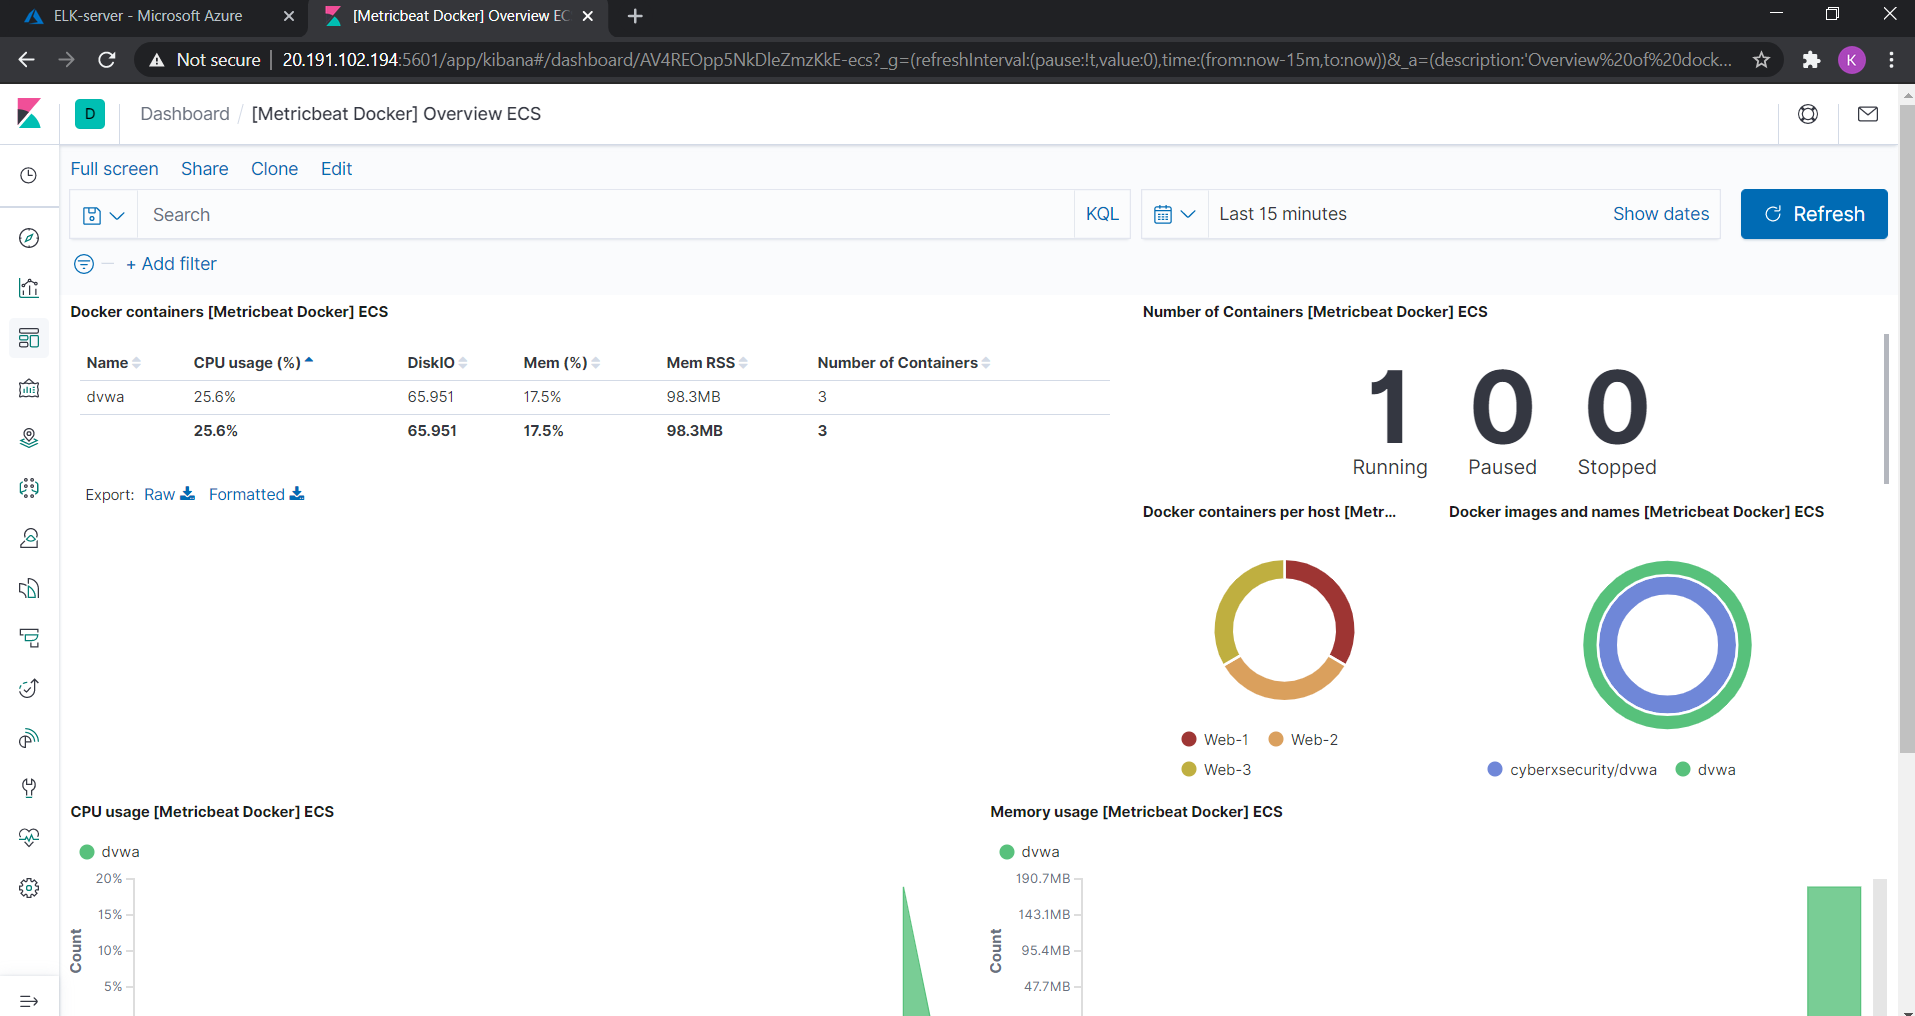 ELK-server - Microsoft Azure
[Metricbeat Docker] Overview EC
Not secure
20.191.102.194:5601/app/kibana#/dashboard/AV4REOpp5NkDleZmzKkE-ecs?_g=(refreshInterval:(pause:!t,value:0),time:(from:now-15m,to:now))&_a=(description:'Overview%20of%20dock...
K
D
Dashboard / [Metricbeat Docker] Overview ECS
Full screen Share Clone Edit
Search
KQL
Last 15 minutes
Show dates
Refresh
+ Add filter
Docker containers [Metricbeat Docker] ECS
Name CPU usage (%) DiskIO Mem (%) Mem RSS Number of Containers
dvwa 25.6% 65.951 17.5% 98.3MB 3
25.6% 65.951 17.5% 98.3MB 3
Export: Raw Formatted
Number of Containers [Metricbeat Docker] ECS
1 0 0
Running Paused Stopped
Docker containers per host [Metr...
Web-1 Web-2
Web-3
Docker images and names [Metricbeat Docker] ECS
cyberxsecurity/dvwa dvwa
CPU usage [Metricbeat Docker] ECS
dvwa
20%
15%
10%
5%
Count
Memory usage [Metricbeat Docker] ECS
dvwa
190.7MB
143.1MB
95.4MB
47.7MB
Count